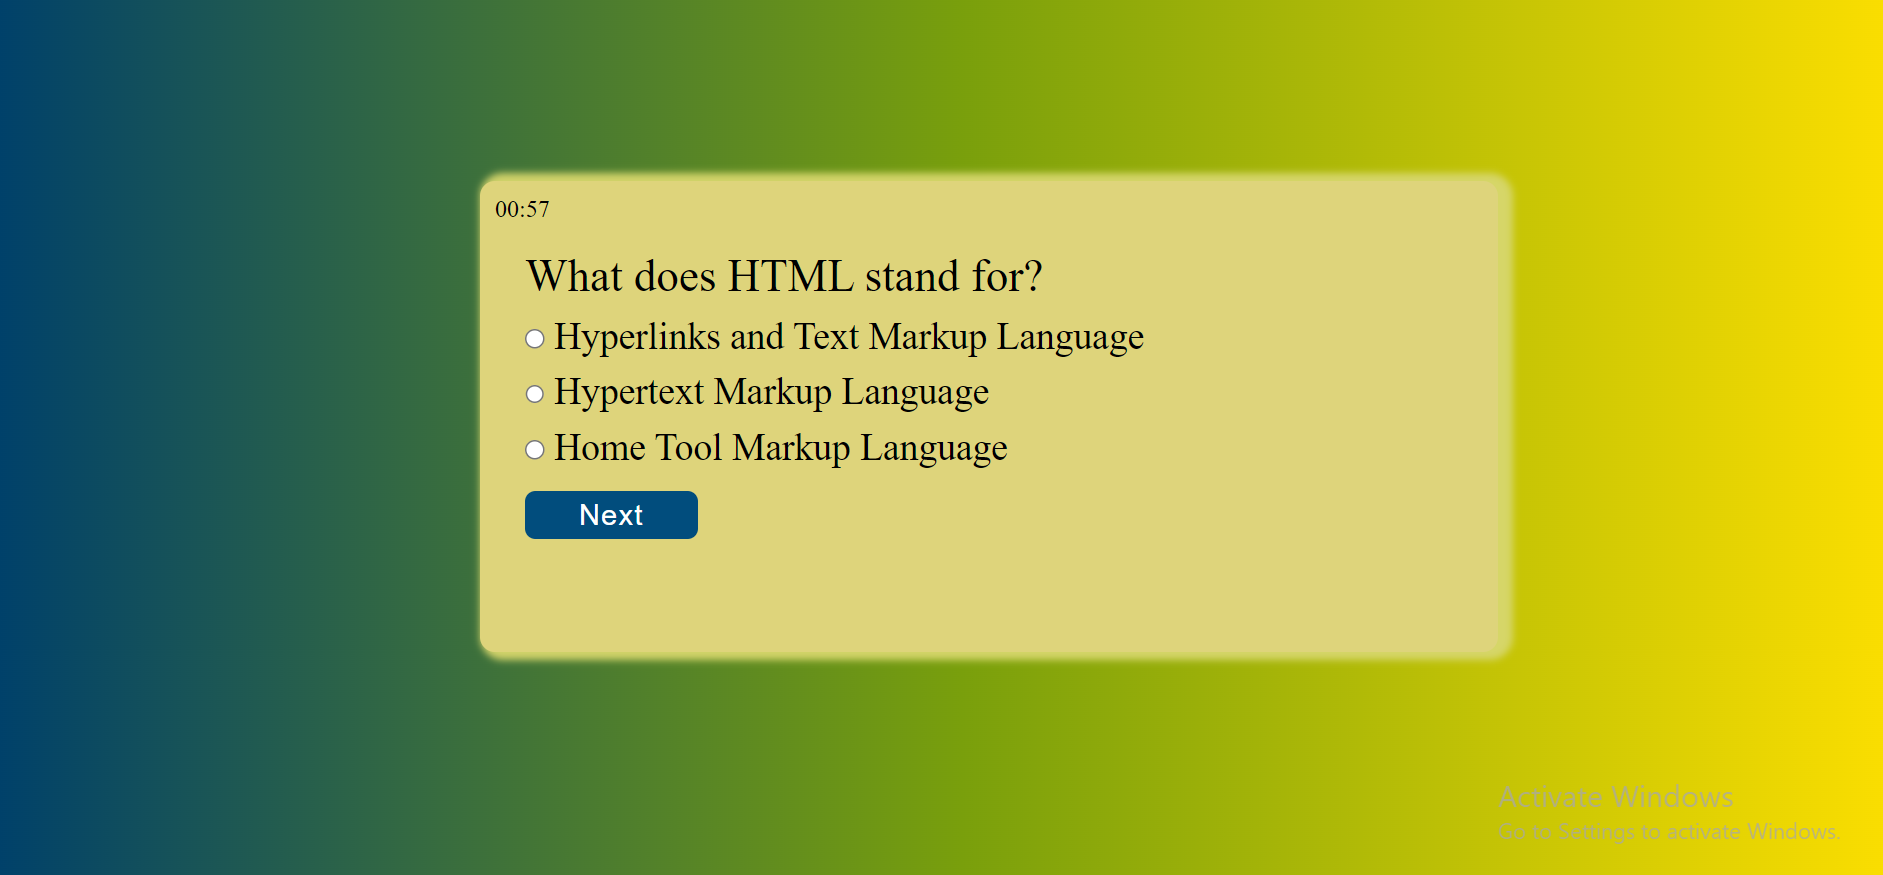 00:57
What does HTML stand for?
Hyperlinks and Text Markup Language
Hypertext Markup Language
Home Tool Markup Language
Next
Activate Windows
Go to Settings to activate Windows.